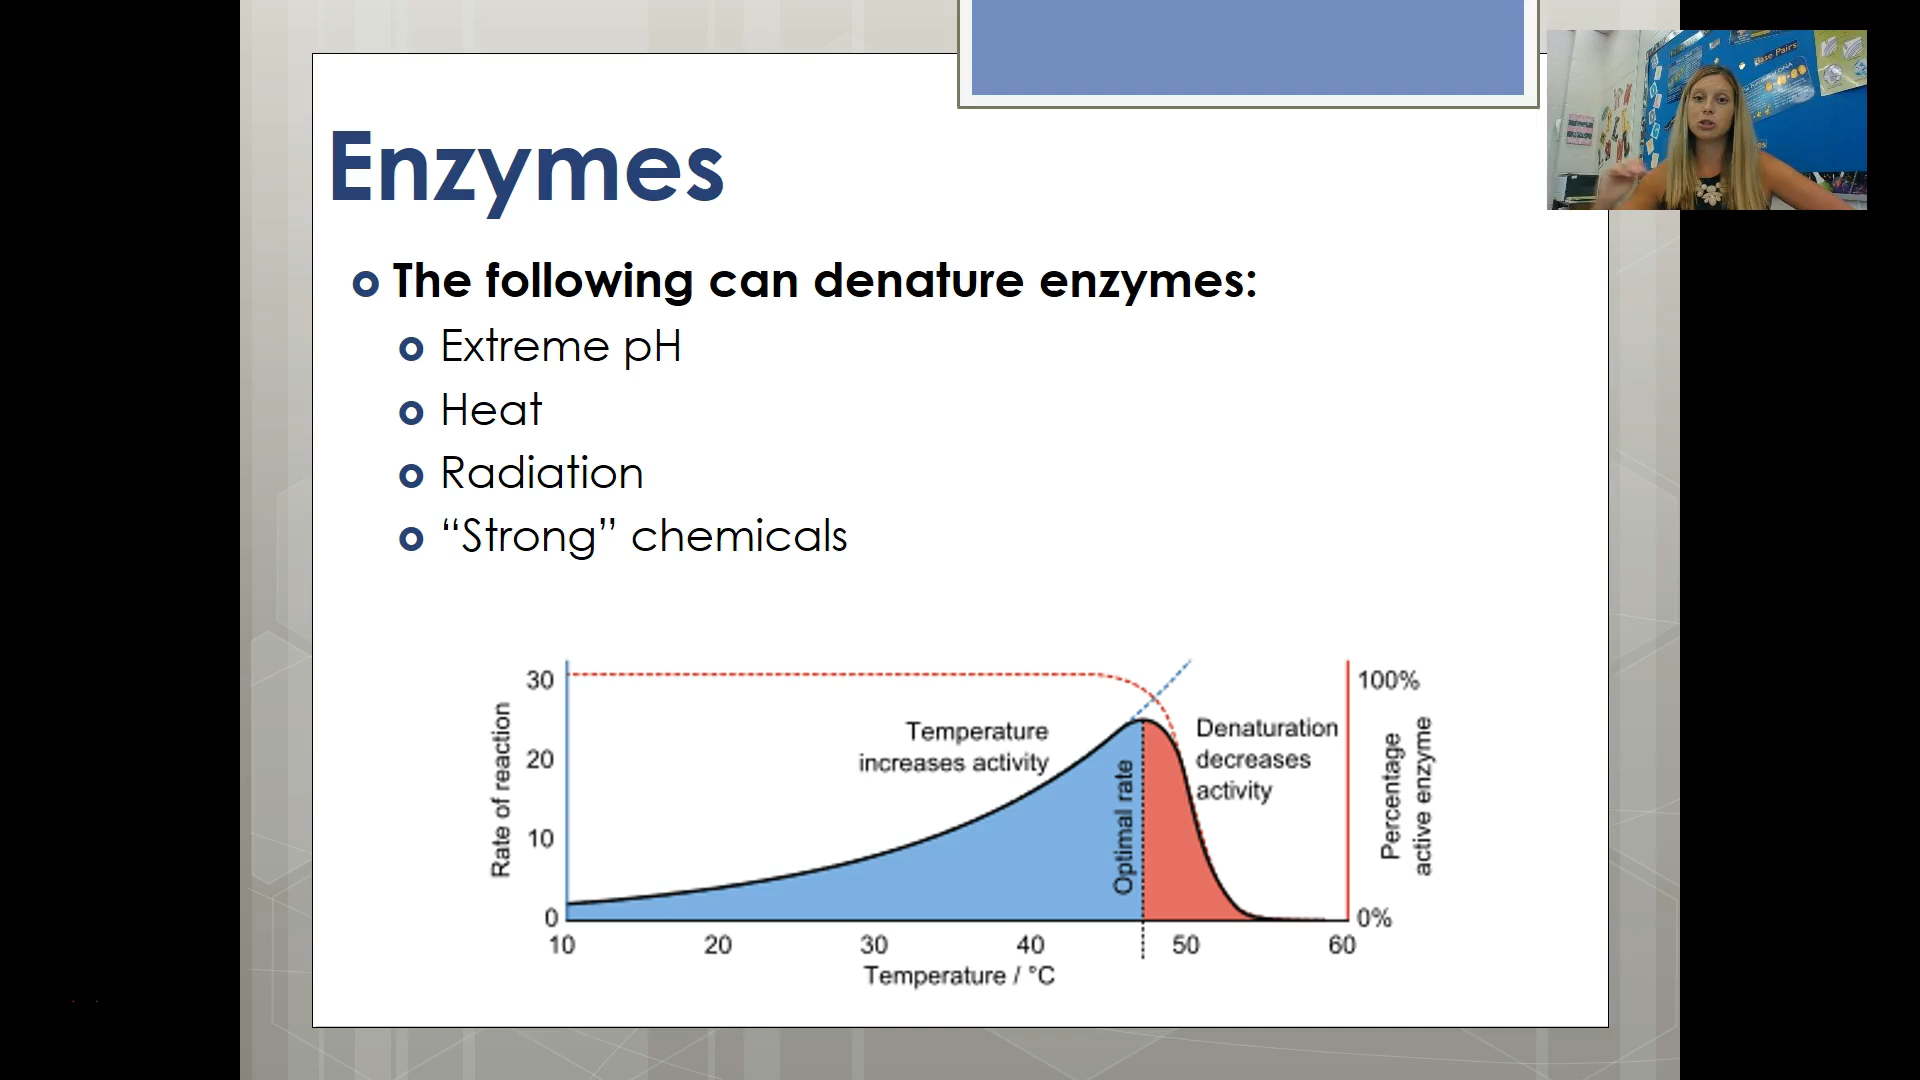 Enzymes
The following can denature enzymes:
Extreme pH
Heat
Radiation
“Strong” chemicals
30
20
10
0
Rate of reaction
Temperature
increases activity
Optimal rate
Denaturation
decreases
activity
100%
0%
Percentage
active enzyme
10 20 30 40 50 60
Temperature / °C
Base Pairs